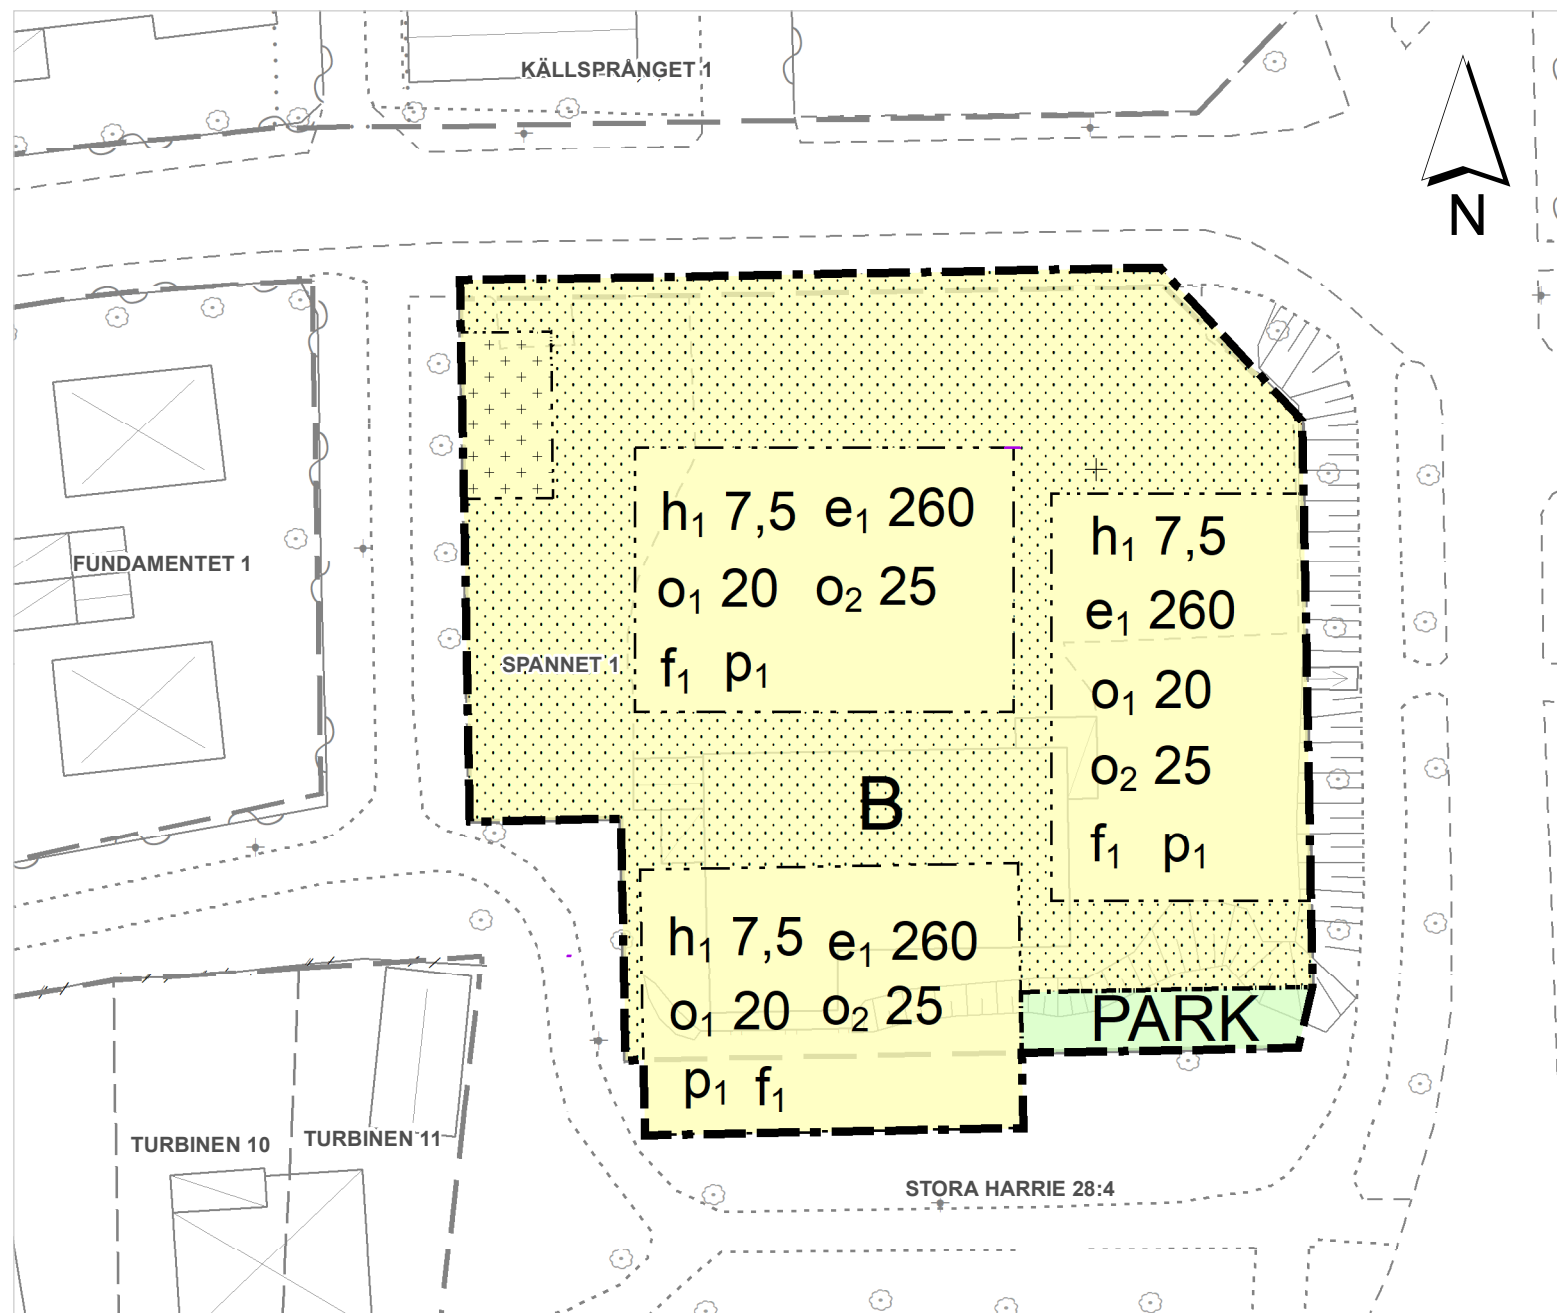 KÄLLSPRÅNGET 1
N
h₁ 7,5 e₁ 260
o₁ 20 o₂ 25
f₁ p₁
h₁ 7,5
e₁ 260
o₁ 20
o₂ 25
f₁ p₁
FUNDAMENTET 1
SPANNET 1
B
h₁ 7,5 e₁ 260
o₁ 20 o₂ 25
p₁ f₁
PARK
TURBINEN 10
TURBINEN 11
STORA HARRIE 28:4